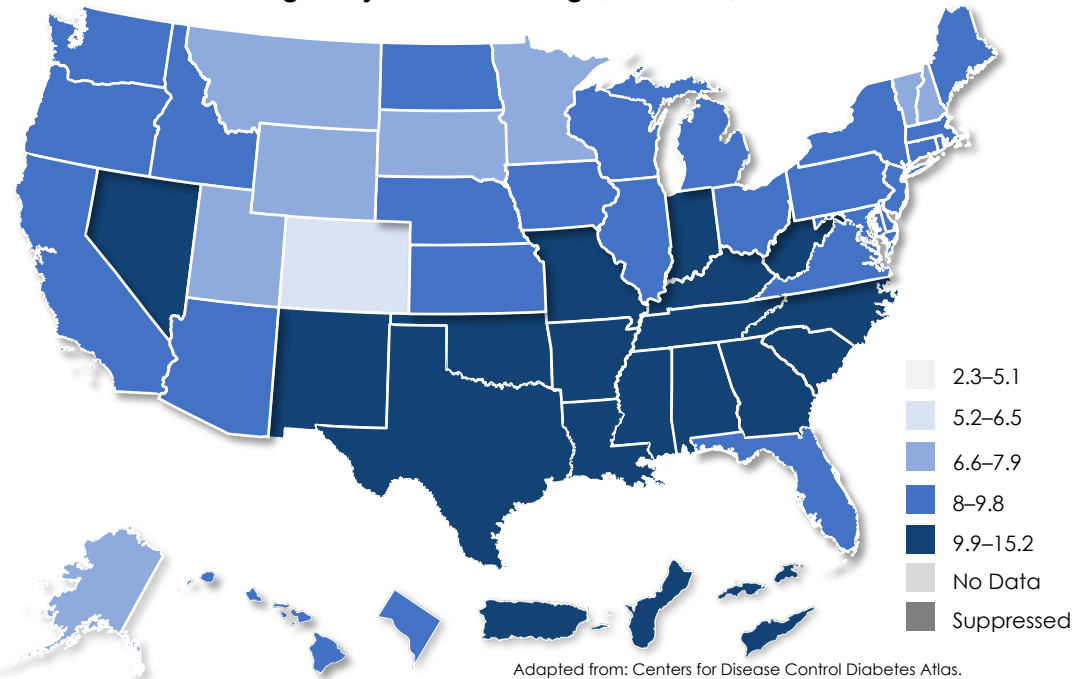 2.3–5.1
5.2–6.5
6.6–7.9
8–9.8
9.9–15.2
No Data
Suppressed
Adapted from: Centers for Disease Control Diabetes Atlas.